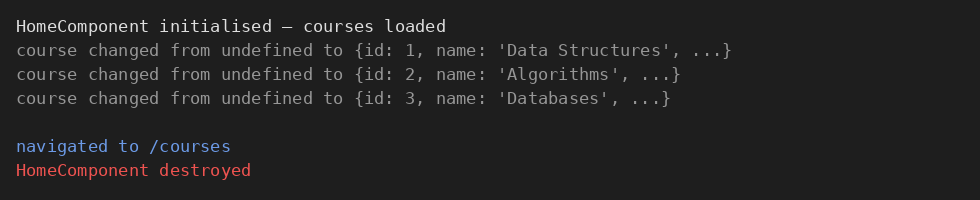 HomeComponent initialised — courses loaded
course changed from undefined to {id: 1, name: 'Data Structures', ...}
course changed from undefined to {id: 2, name: 'Algorithms', ...}
course changed from undefined to {id: 3, name: 'Databases', ...}
navigated to /courses
HomeComponent destroyed